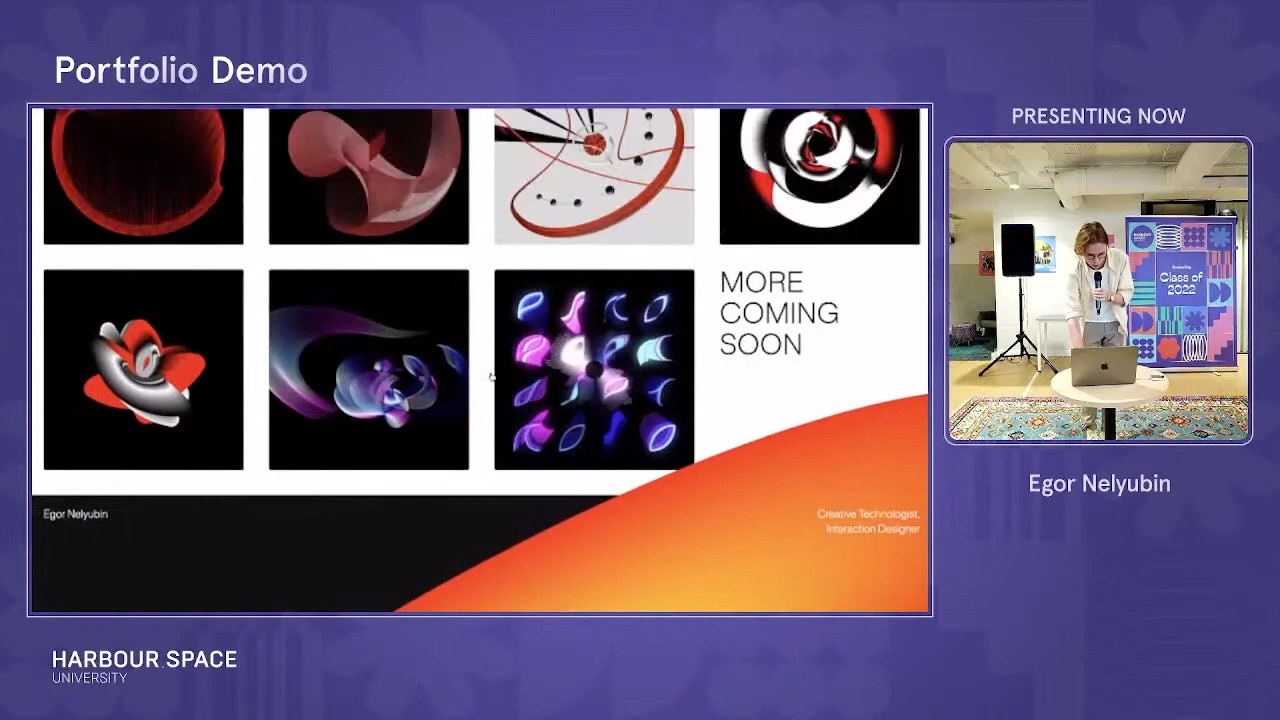 Portfolio Demo
PRESENTING NOW
MORE
COMING
SOON
Class of
2022
Egor Nelyubin
Egor Nelyubin
Creative Technologist,
Interaction Designer
HARBOUR.SPACE
UNIVERSITY